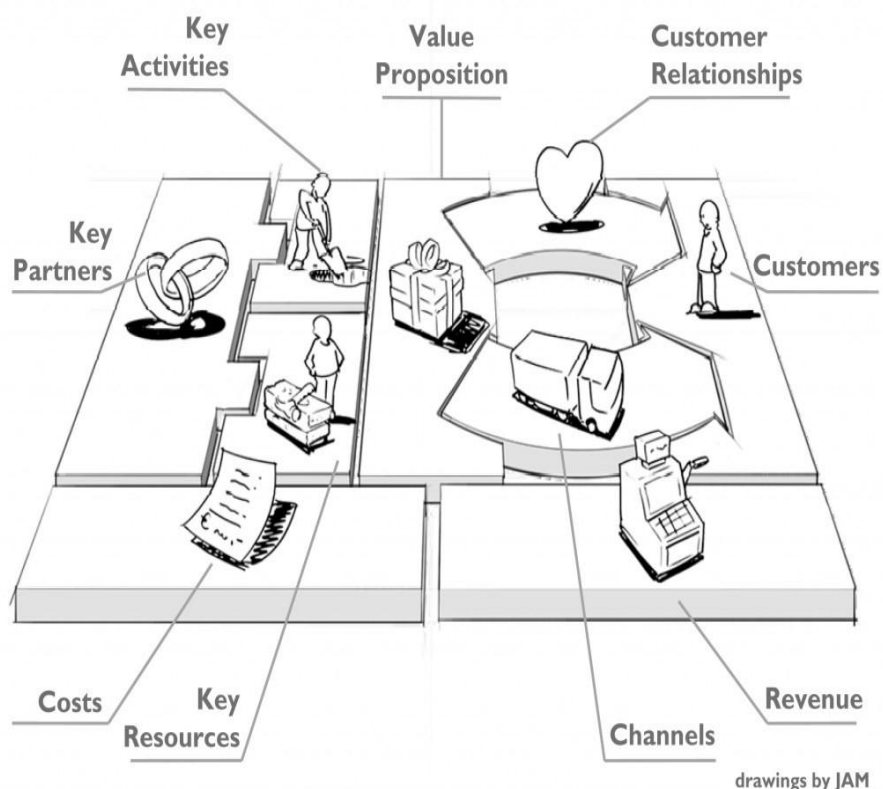 Key
Activities
Value
Proposition
Customer
Relationships
Key
Partners
Customers
Costs
Key
Resources
Channels
Revenue
drawings by JAM